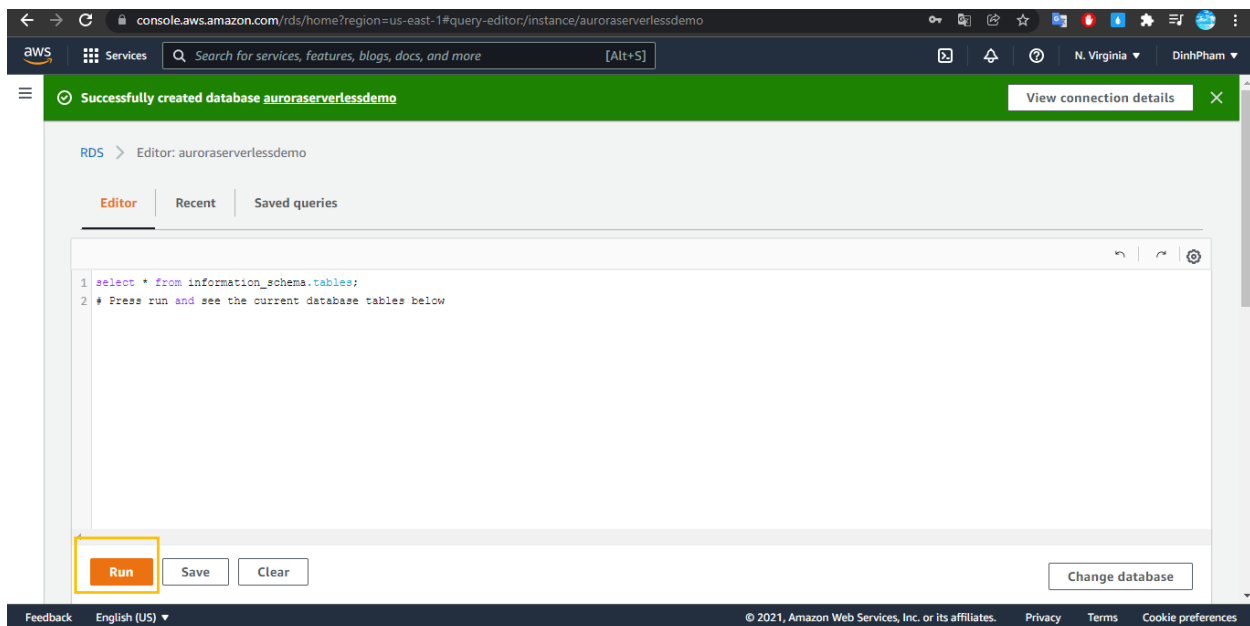 console.aws.amazon.com/rds/home?region=us-east-1#query-editor:/instance/auroraserverlessdemo
aws Services Search for services, features, blogs, docs, and more [Alt+S] N. Virginia ▼ DinhPham ▼
Successfully created database auroraserverlessdemo View connection details
RDS > Editor: auroraserverlessdemo
Editor Recent Saved queries
1 select * from information_schema.tables;
2 # Press run and see the current database tables below
Run Save Clear Change database
Feedback English (US) ▼ © 2021, Amazon Web Services, Inc. or its affiliates. Privacy Terms Cookie preferences